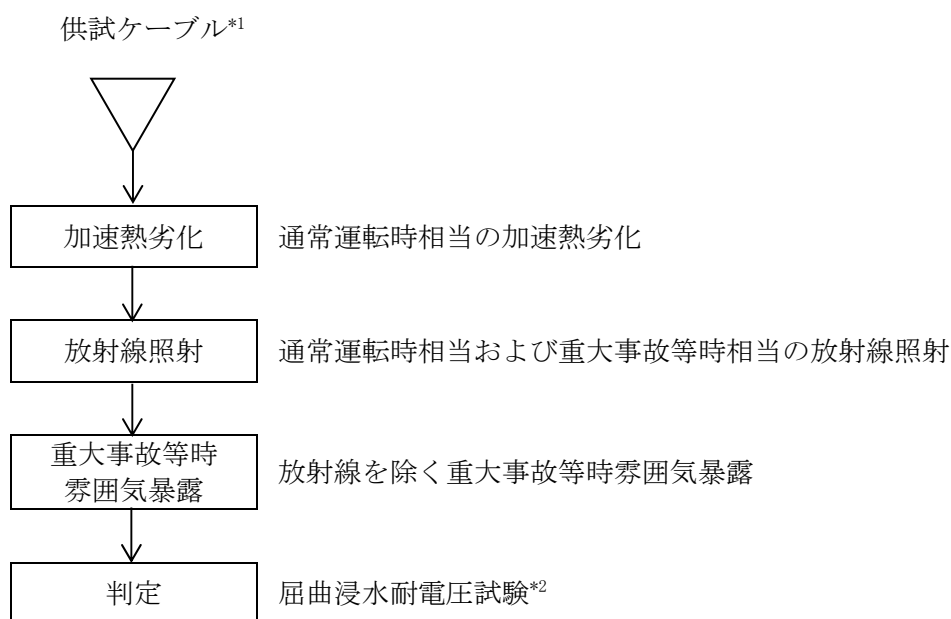 供試ケーブル*1
加速熱劣化 通常運転時相当の加速熱劣化
放射線照射 通常運転時相当および重大事故等時相当の放射線照射
重大事故等時
雰囲気暴露 放射線を除く重大事故等時雰囲気暴露
判定 屈曲浸水耐電圧試験*2